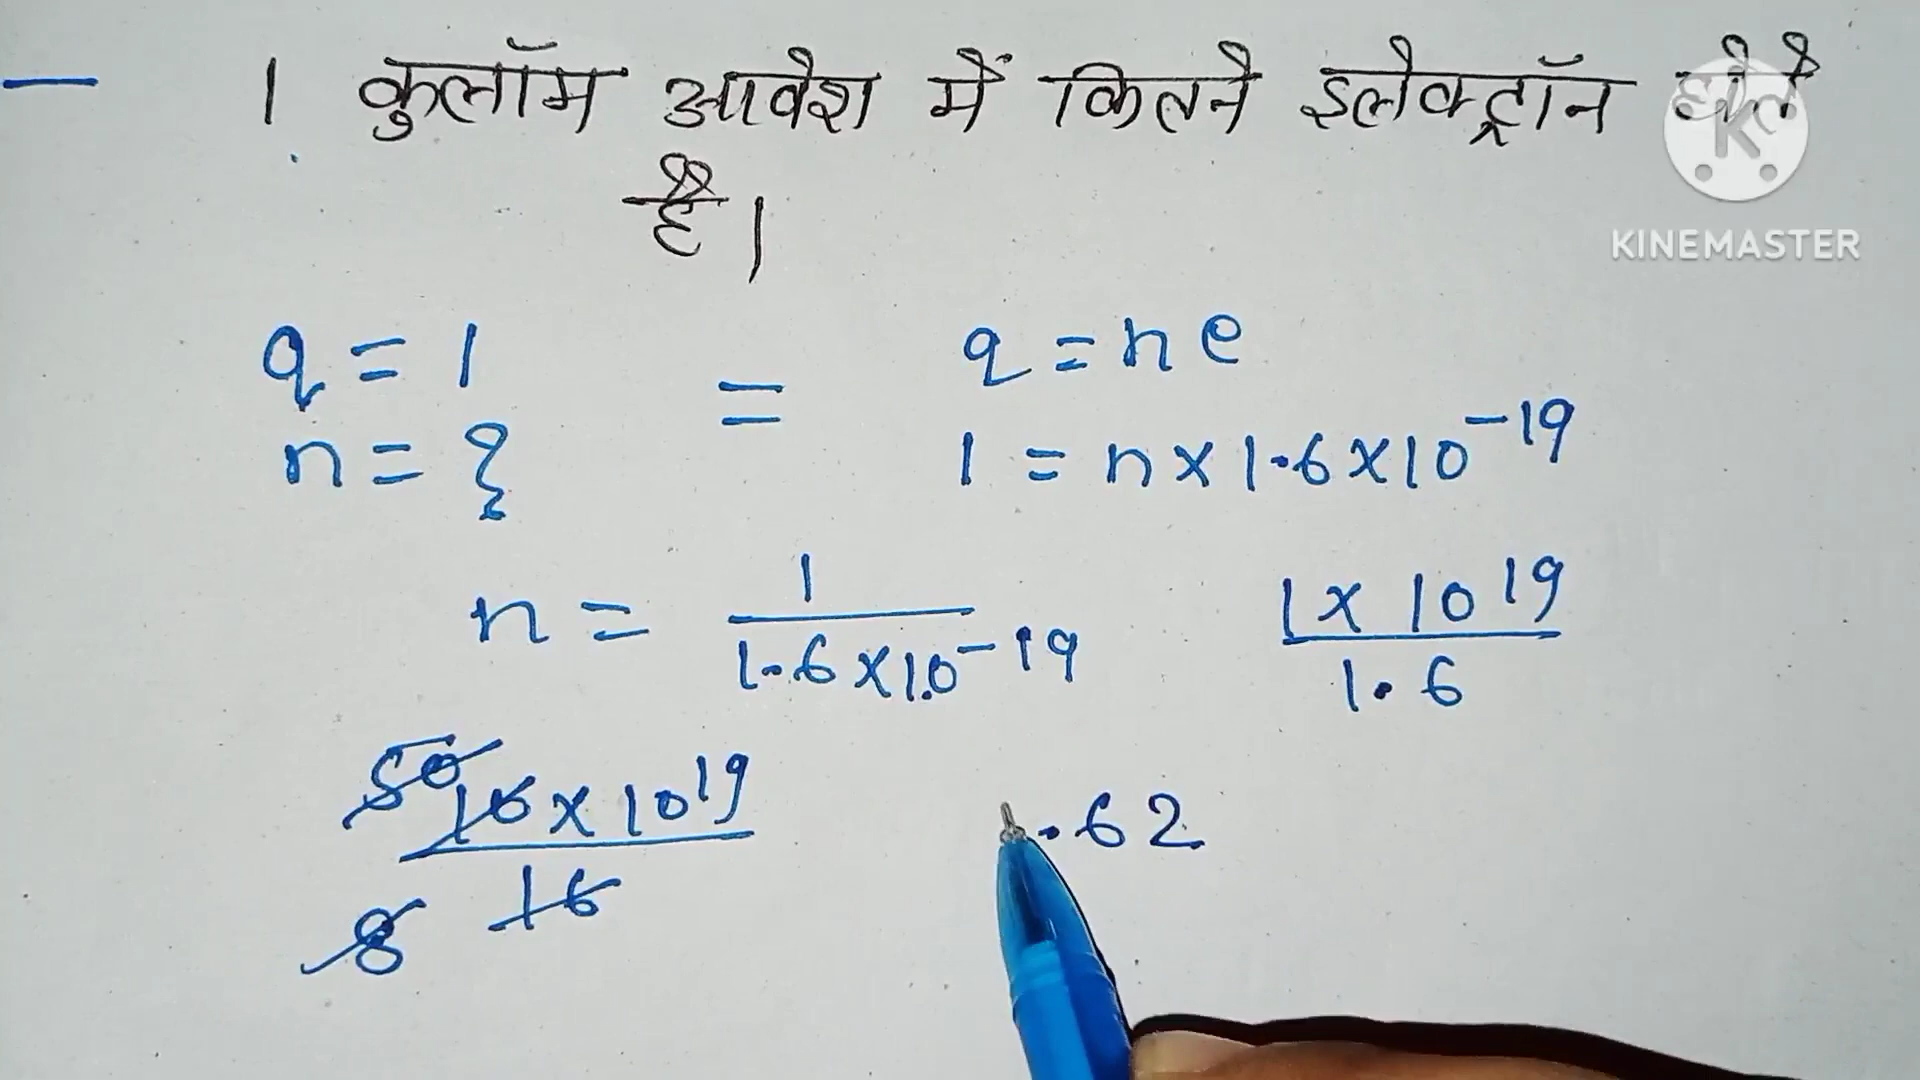 — 1 कुलॉम आवेश में कितने इलेक्ट्रॉन होते
है।
KINEMASTER
q = 1 = q = ne
n = ? 1 = n × 1.6 × 10⁻¹⁹
n = 1 / 1.6 × 10⁻¹⁹ 1 × 10¹⁹ / 1.6
50 10 × 10¹⁹ / 16 .62
8